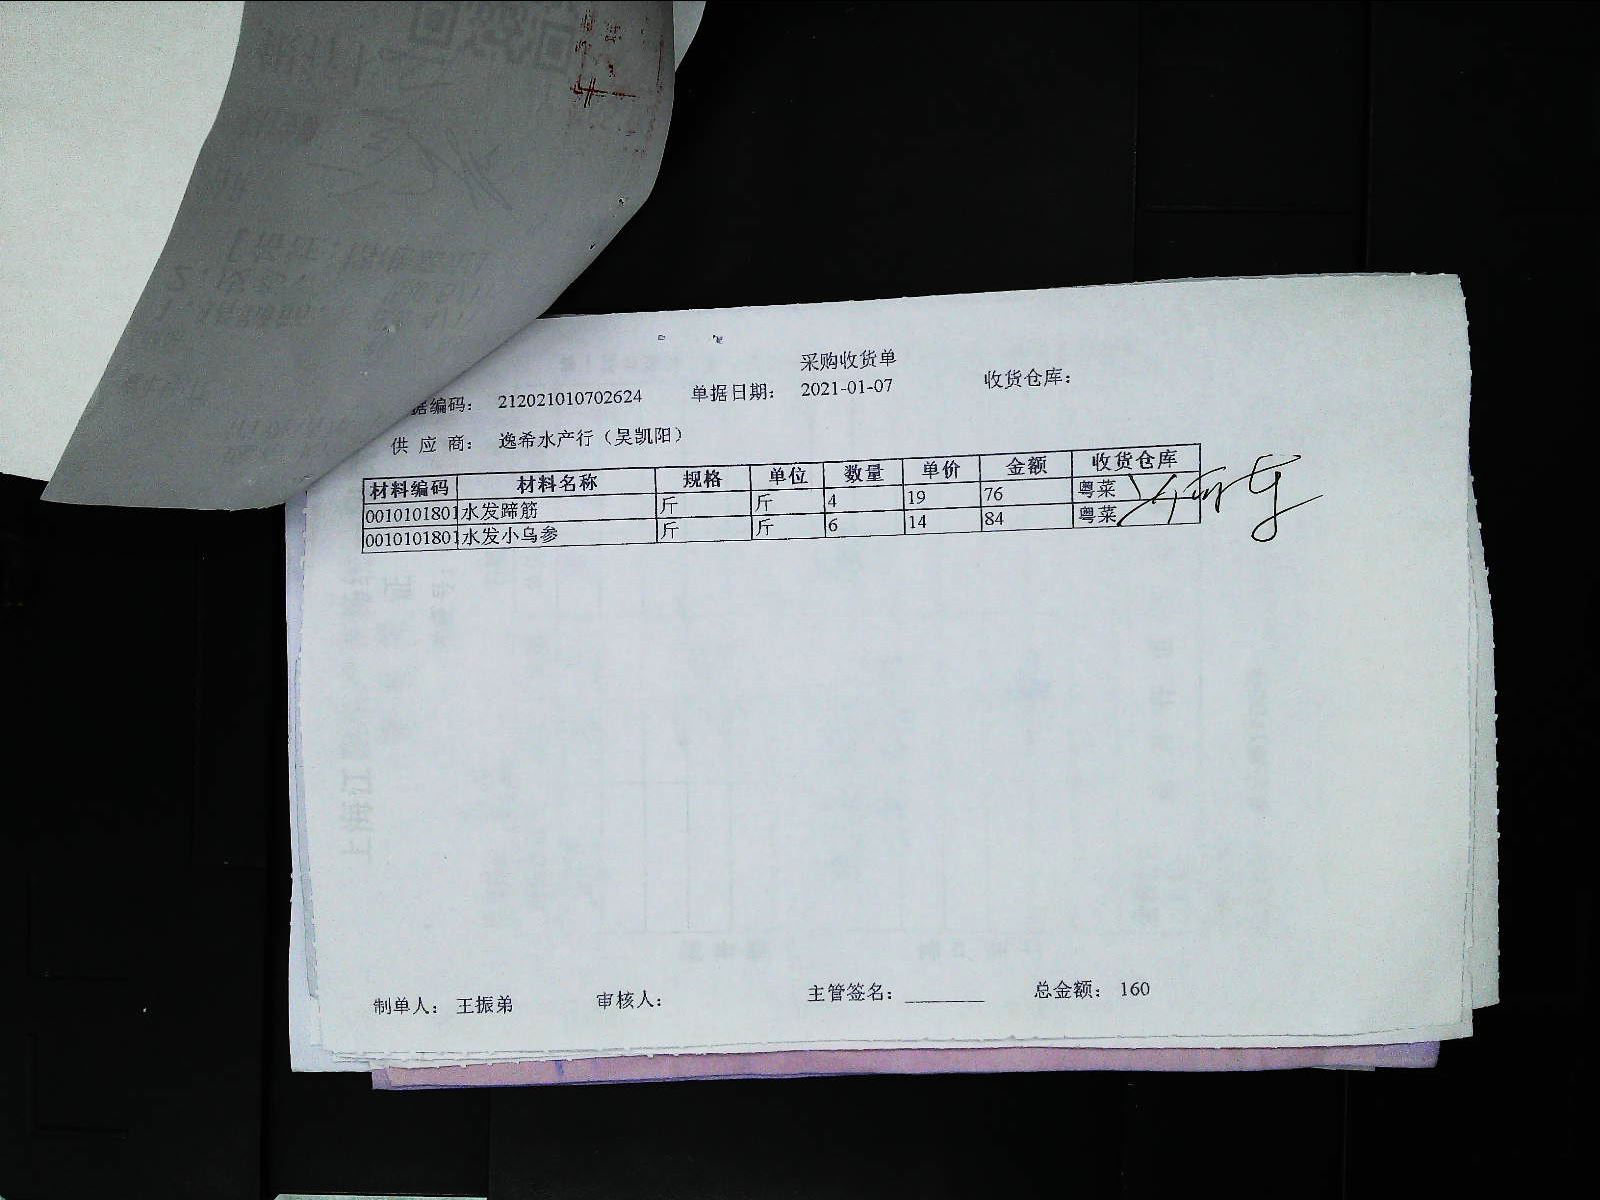 采购收货单
据编码： 212021010702624 单据日期： 2021-01-07 收货仓库：
供 应 商： 逸希水产行（吴凯阳）
材料编码 材料名称 规格 单位 数量 单价 金额 收货仓库
0010101801 水发蹄筋 斤 斤 4 19 76 粤菜
0010101801 水发小乌参 斤 斤 6 14 84 粤菜
制单人： 王振弟 审核人： 主管签名：________ 总金额： 160